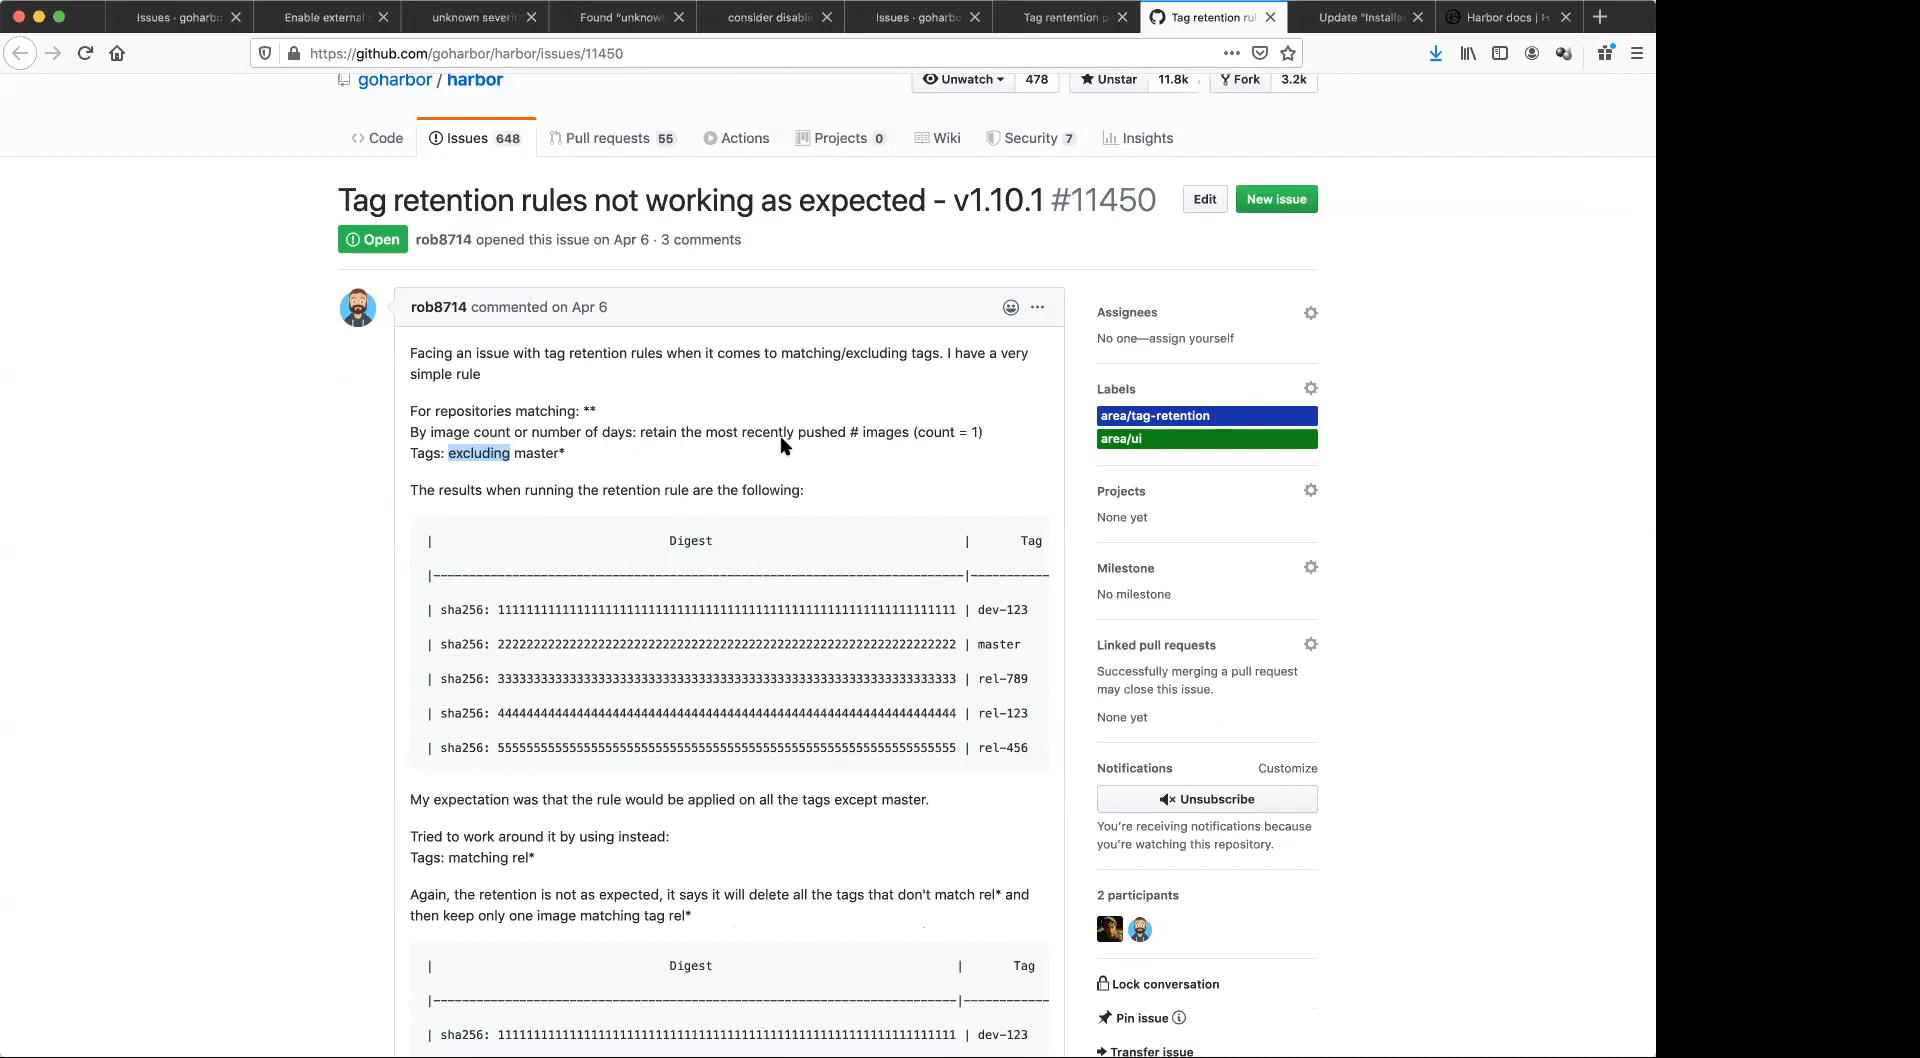 Issues · goharbo
Enable external
unknown severi
Found "unknow
consider disabli
Issues · goharbo
Tag rentention p
Tag retention rul
Update "Installa
Harbor docs | H
https://github.com/goharbor/harbor/issues/11450
goharbor / harbor
Unwatch 478
Unstar 11.8k
Fork 3.2k
Code
Issues 648
Pull requests 55
Actions
Projects 0
Wiki
Security 7
Insights
Tag retention rules not working as expected - v1.10.1 #11450
Edit
New issue
Open
rob8714 opened this issue on Apr 6 · 3 comments
rob8714 commented on Apr 6
Facing an issue with tag retention rules when it comes to matching/excluding tags. I have a very
simple rule
For repositories matching: **
By image count or number of days: retain the most recently pushed # images (count = 1)
Tags: excluding master*
The results when running the retention rule are the following:
| Digest | Tag
| sha256: 1111111111111111111111111111111111111111111111111111111111111111 | dev-123
| sha256: 2222222222222222222222222222222222222222222222222222222222222222 | master
| sha256: 3333333333333333333333333333333333333333333333333333333333333333 | rel-789
| sha256: 4444444444444444444444444444444444444444444444444444444444444444 | rel-123
| sha256: 5555555555555555555555555555555555555555555555555555555555555555 | rel-456
My expectation was that the rule would be applied on all the tags except master.
Tried to work around it by using instead:
Tags: matching rel*
Again, the retention is not as expected, it says it will delete all the tags that don't match rel* and
then keep only one image matching tag rel*
| Digest | Tag
| sha256: 1111111111111111111111111111111111111111111111111111111111111111 | dev-123
Assignees
No one—assign yourself
Labels
area/tag-retention
area/ui
Projects
None yet
Milestone
No milestone
Linked pull requests
Successfully merging a pull request
may close this issue.
None yet
Notifications
Customize
Unsubscribe
You're receiving notifications because
you're watching this repository.
2 participants
Lock conversation
Pin issue
Transfer issue